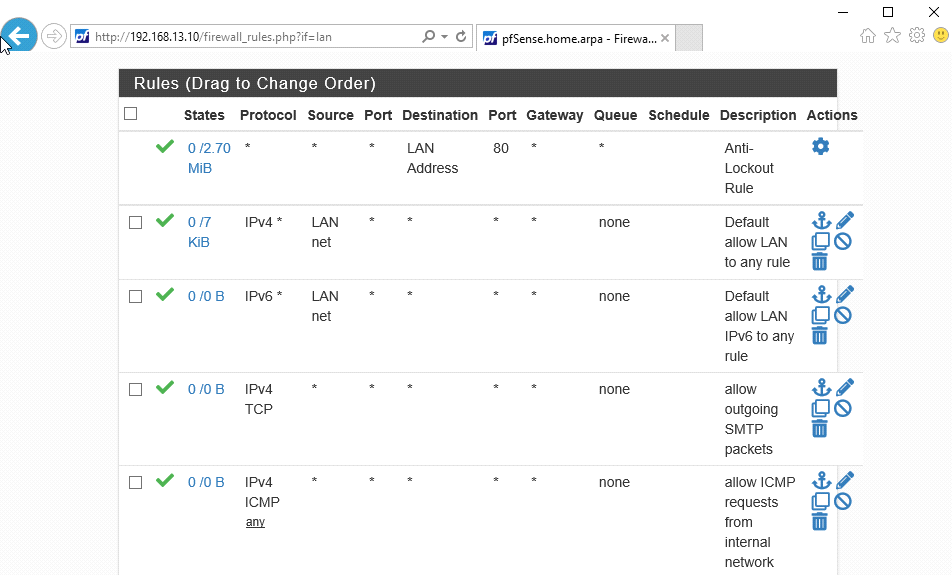 http://192.168.13.10/firewall_rules.php?if=lan
pfSense.home.arpa - Firewa...
Rules (Drag to Change Order)
States Protocol Source Port Destination Port Gateway Queue Schedule Description Actions
0 /2.70 * * * LAN 80 * * Anti-
MiB Address Lockout
Rule
0 /7 IPv4 * LAN * * * * none Default
KiB net allow LAN
to any rule
0 /0 B IPv6 * LAN * * * * none Default
net allow LAN
IPv6 to any
rule
0 /0 B IPv4 * * * * * none allow
TCP outgoing
SMTP
packets
0 /0 B IPv4 * * * * * none allow ICMP
ICMP requests
any from
internal
network